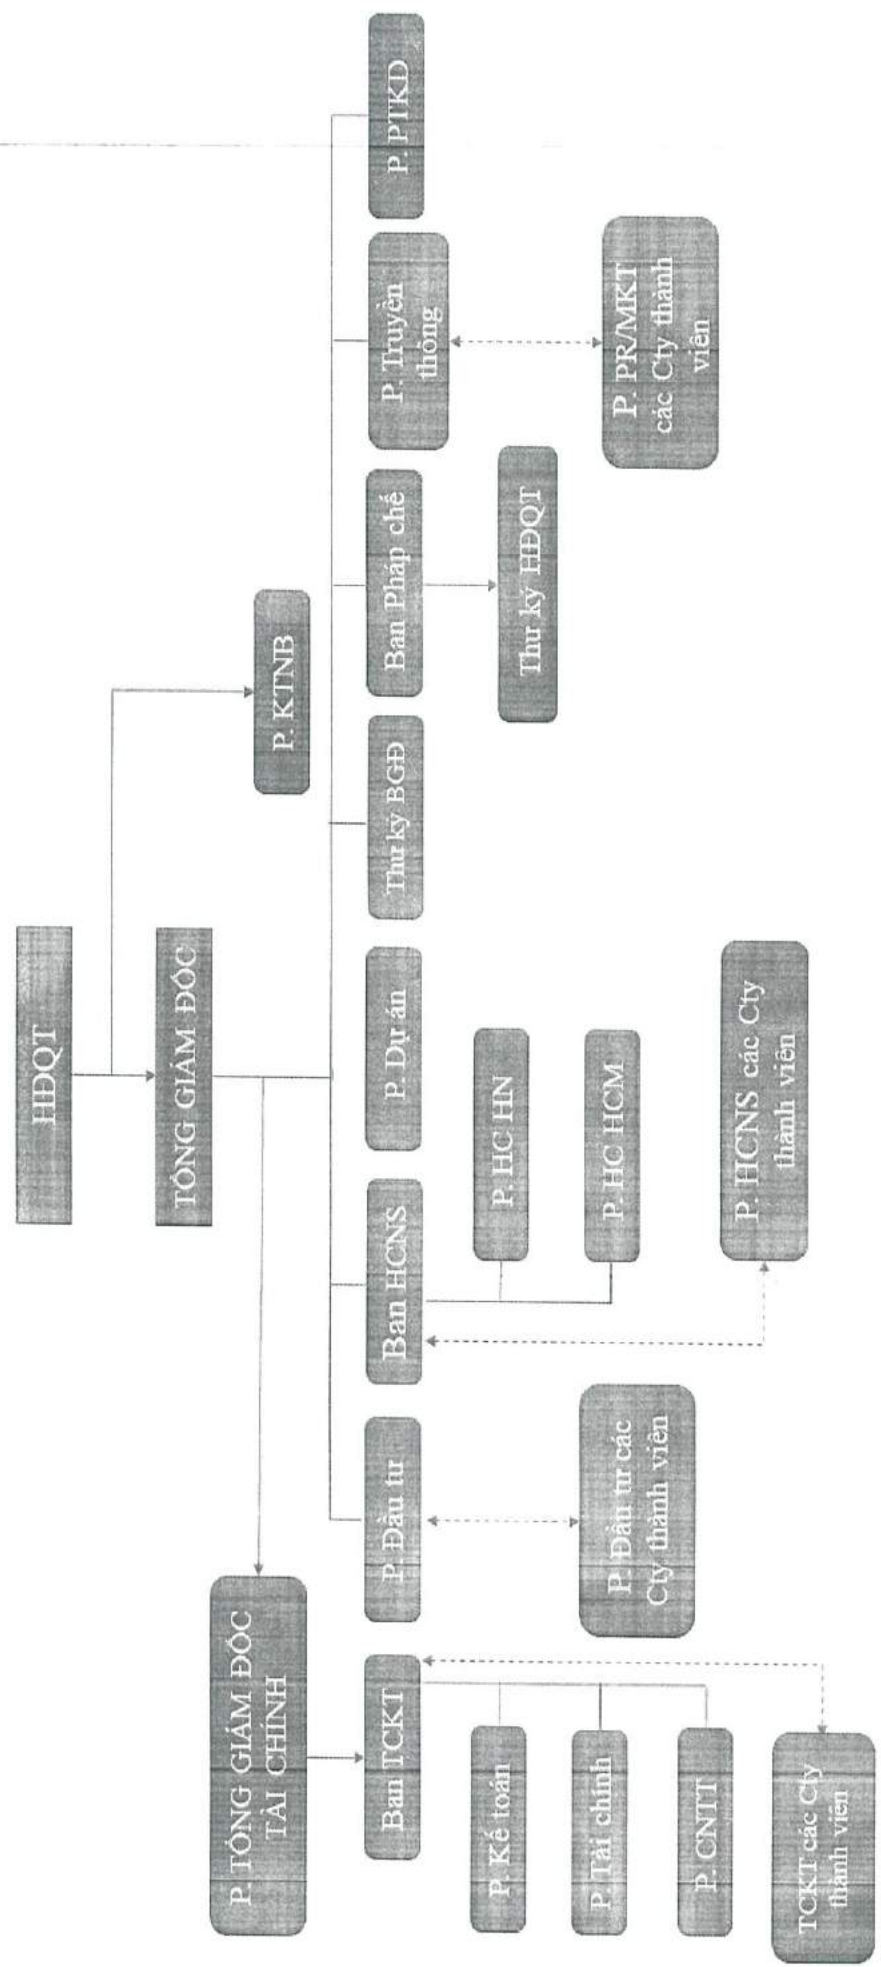 HĐQT
TỔNG GIÁM ĐỐC
P. KTNB
P. TỔNG GIÁM ĐỐC
TÀI CHÍNH
Ban TCKT
P. Đầu tư
Ban HCNS
P. Dự án
Thư ký BGĐ
Ban Pháp chế
P. Truyền
thông
P. PTKD
P. Kế toán
P. Tài chính
P. CNTT
TCKT các Cty
thành viên
P. Đầu tư các
Cty thành viên
P. HC HN
P. HC HCM
P. HCNS các Cty
thành viên
Thư ký HĐQT
P. PR/MKT
các Cty thành
viên